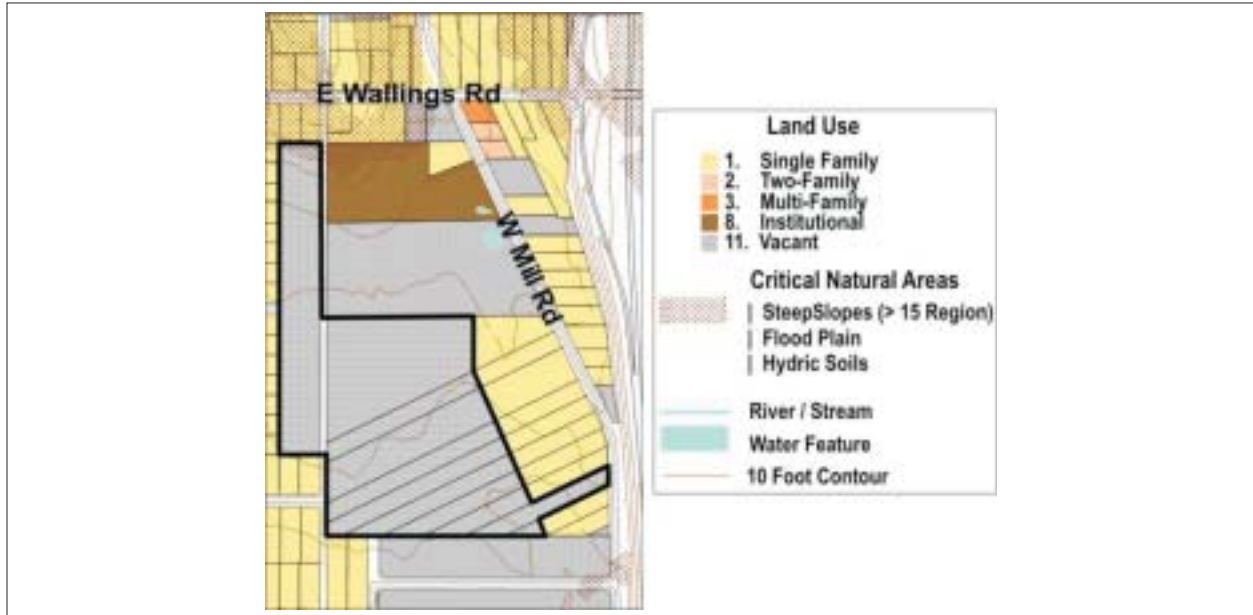 E Wallings Rd
W Mill Rd
Land Use
1. Single Family
2. Two-Family
3. Multi-Family
8. Institutional
11. Vacant
Critical Natural Areas
SteepSlopes (> 15 Region)
Flood Plain
Hydric Soils
River / Stream
Water Feature
10 Foot Contour